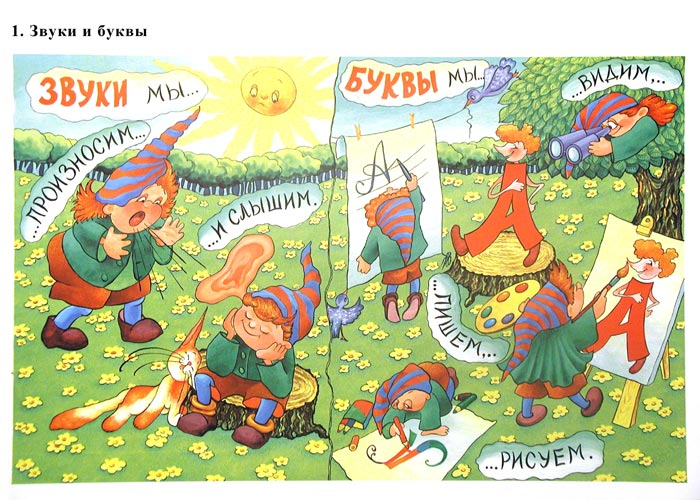 1. Звуки и буквы
ЗВУКИ мы...
...ПРОИЗНОСИМ...
...И СЛЫШИМ.
БУКВЫ мы...
...ВИДИМ,..
А
...ПИШЕМ,..
...РИСУЕМ.